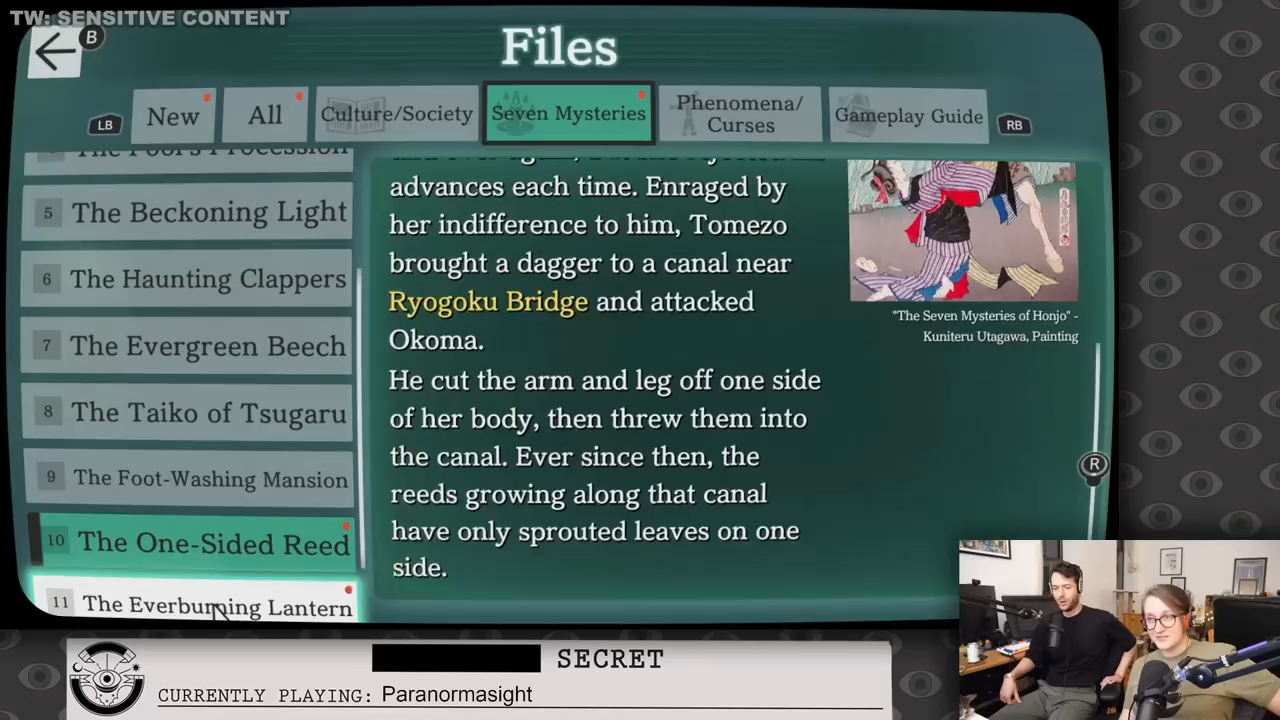 TW: SENSITIVE CONTENT
B
Files
LB
New
All
Culture/Society
Seven Mysteries
Phenomena/
Curses
Gameplay Guide
RB
5 The Beckoning Light
6 The Haunting Clappers
7 The Evergreen Beech
8 The Taiko of Tsugaru
9 The Foot-Washing Mansion
10 The One-Sided Reed
11 The Everburning Lantern
advances each time. Enraged by
her indifference to him, Tomezo
brought a dagger to a canal near
Ryogoku Bridge and attacked
Okoma.
He cut the arm and leg off one side
of her body, then threw them into
the canal. Ever since then, the
reeds growing along that canal
have only sprouted leaves on one
side.
"The Seven Mysteries of Honjo" -
Kuniteru Utagawa, Painting
R
SECRET
CURRENTLY PLAYING: Paranormasight